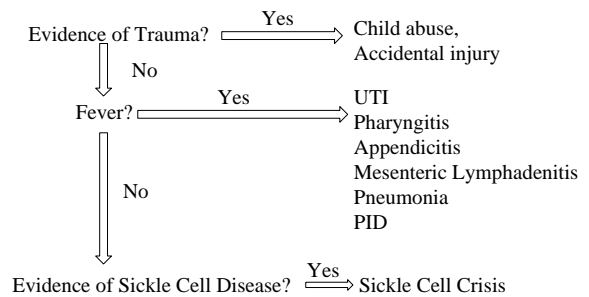 Evidence of Trauma?
Yes
Child abuse,
Accidental injury
No
Fever?
Yes
UTI
Pharyngitis
Appendicitis
Mesenteric Lymphadenitis
Pneumonia
PID
No
Evidence of Sickle Cell Disease?
Yes
Sickle Cell Crisis